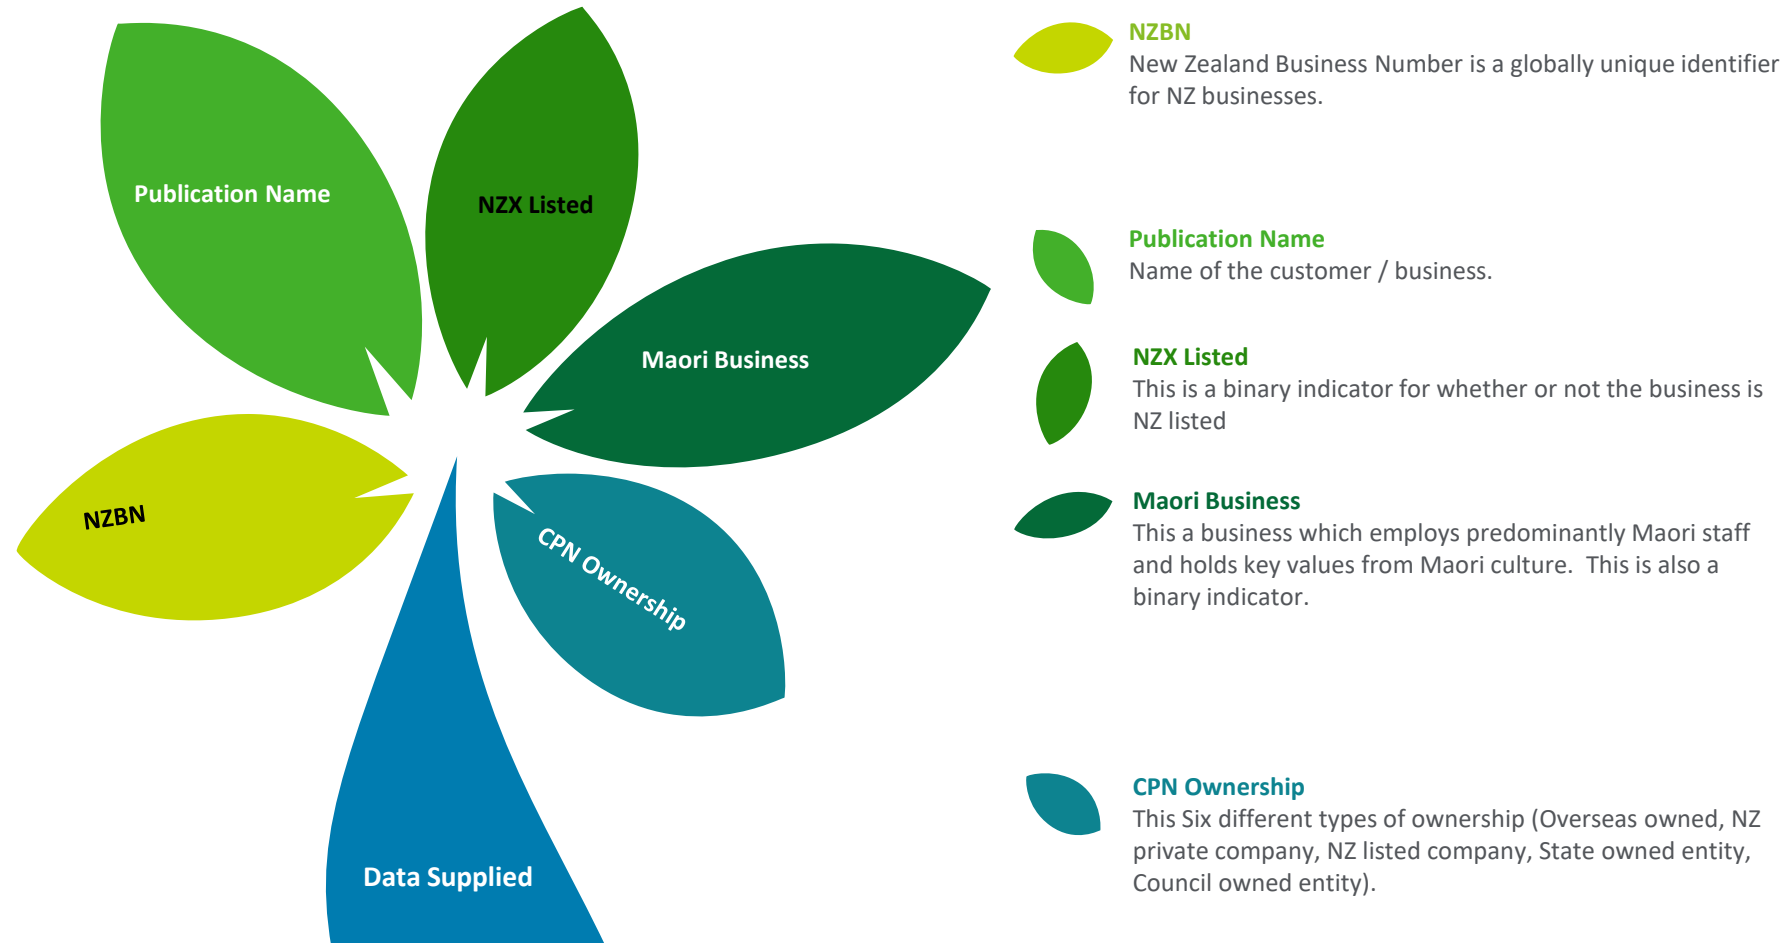 Publication Name
NZX Listed
Maori Business
NZBN
CPN Ownership
Data Supplied
NZBN
New Zealand Business Number is a globally unique identifier
for NZ businesses.
Publication Name
Name of the customer / business.
NZX Listed
This is a binary indicator for whether or not the business is
NZ listed
Maori Business
This a business which employs predominantly Maori staff
and holds key values from Maori culture.  This is also a
binary indicator.
CPN Ownership
This Six different types of ownership (Overseas owned, NZ
private company, NZ listed company, State owned entity,
Council owned entity).